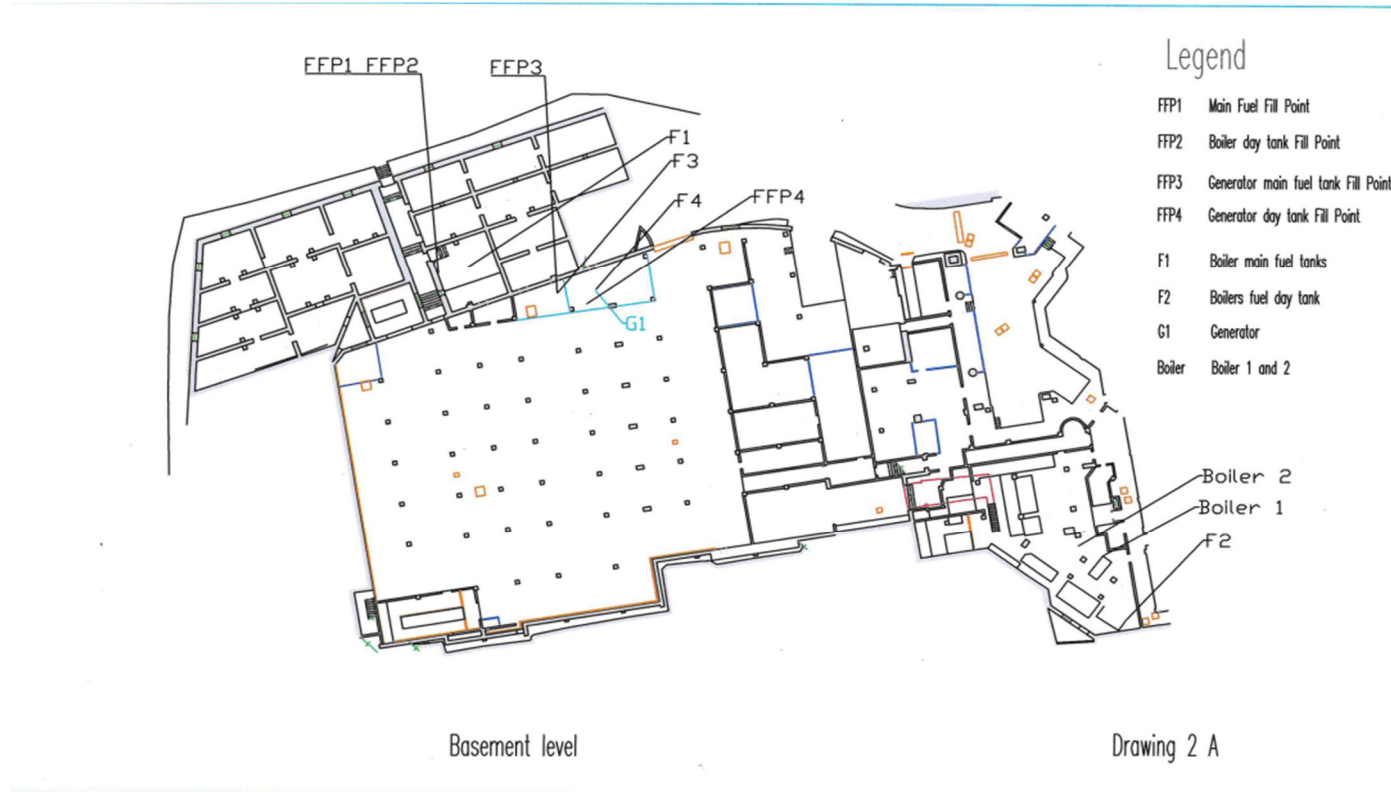 Legend
FFP1 Main Fuel Fill Point
FFP2 Boiler day tank Fill Point
FFP3 Generator main fuel tank Fill Point
FFP4 Generator day tank Fill Point
F1 Boiler main fuel tanks
F2 Boilers fuel day tank
G1 Generator
Boiler Boiler 1 and 2
FFP1 FFP2
FFP3
F1
F3
F4
FFP4
G1
Boiler 2
Boiler 1
F2
Basement level
Drawing 2 A